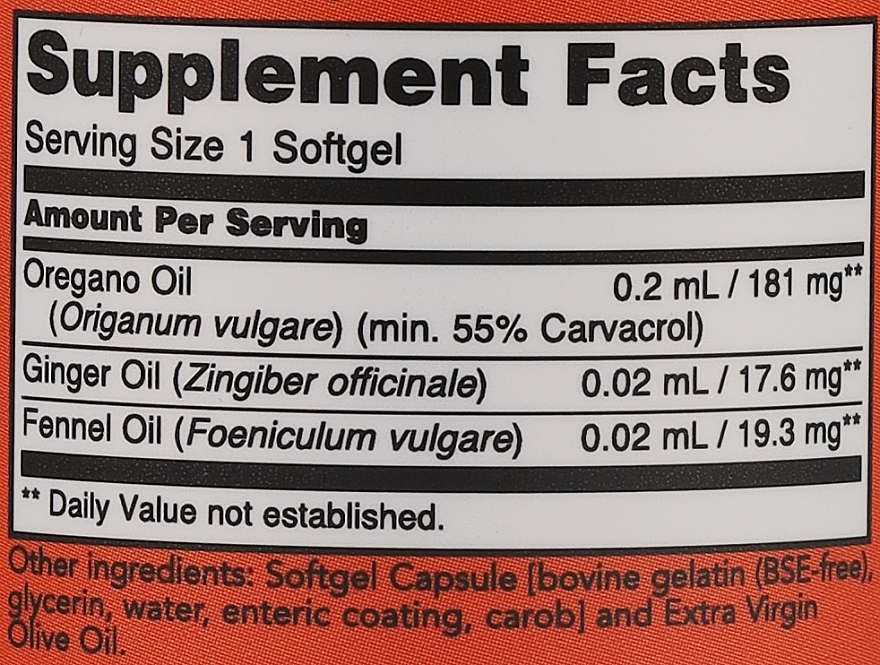 Supplement Facts
Serving Size 1 Softgel
Amount Per Serving
Oregano Oil 0.2 mL / 181 mg**
(Origanum vulgare) (min. 55% Carvacrol)
Ginger Oil (Zingiber officinale) 0.02 mL / 17.6 mg**
Fennel Oil (Foeniculum vulgare) 0.02 mL / 19.3 mg**
** Daily Value not established.
Other ingredients: Softgel Capsule [bovine gelatin (BSE-free),
glycerin, water, enteric coating, carob] and Extra Virgin
Olive Oil.